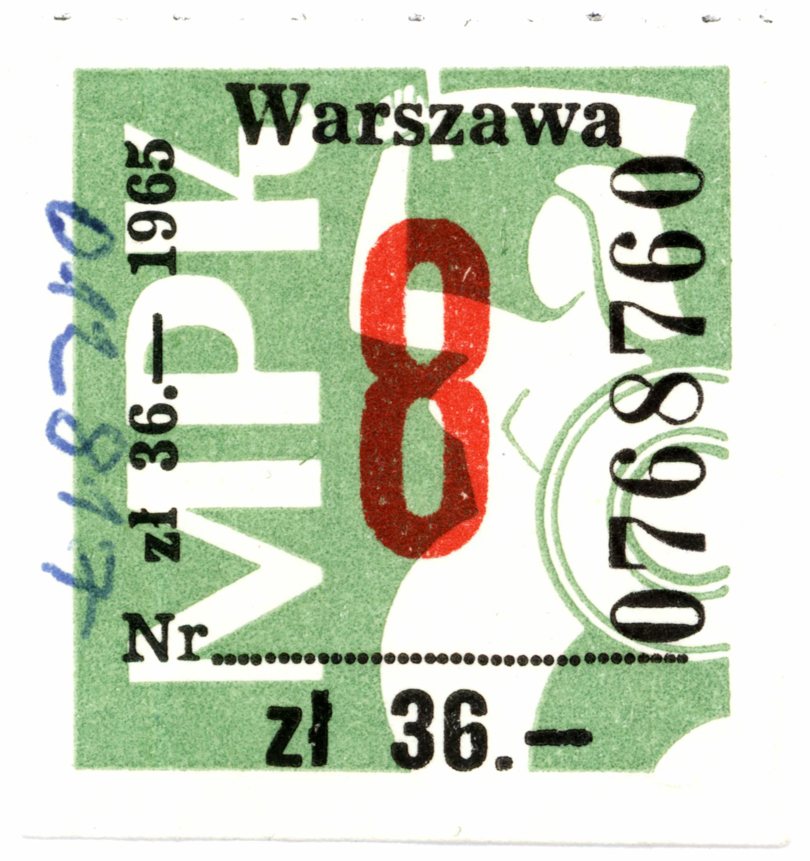 Warszawa
MPK
zł 36.— 1965
8
0768760
Nr
zł 36.—